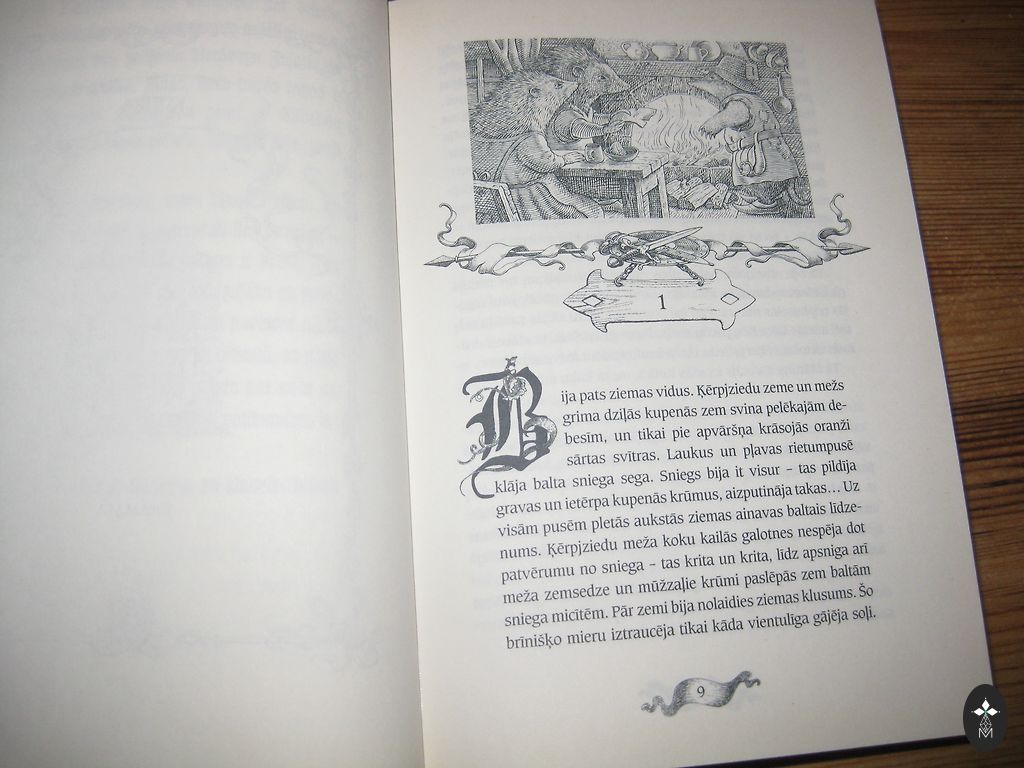 1
Bija pats ziemas vidus. Ķērpjziedu zeme un mežs
grima dziļās kupenās zem svina pelēkajām de-
besīm, un tikai pie apvāršņa krāsojās oranži
sārtas svītras. Laukus un pļavas rietumpusē
klāja balta sniega sega. Sniegs bija it visur – tas pildīja
gravas un ietērpa kupenās krūmus, aizputināja takas... Uz
visām pusēm pletās aukstās ziemas ainavas baltais līdze-
nums. Ķērpjziedu meža koku kailās galotnes nespēja dot
patvērumu no sniega – tas krita un krita, līdz apsniga arī
meža zemsedze un mūžzaļie krūmi paslēpās zem baltām
sniega micītēm. Pār zemi bija nolaidies ziemas klusums. Šo
brīnišķo mieru iztraucēja tikai kāda vientulīga gājēja soļi.
9
M